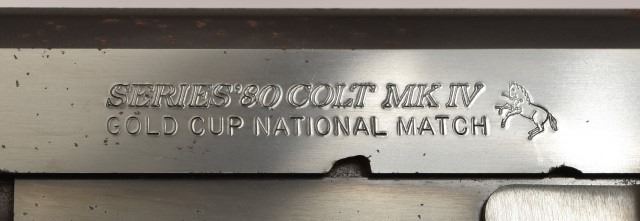 SERIES'80 COLT MK IV
GOLD CUP NATIONAL MATCH